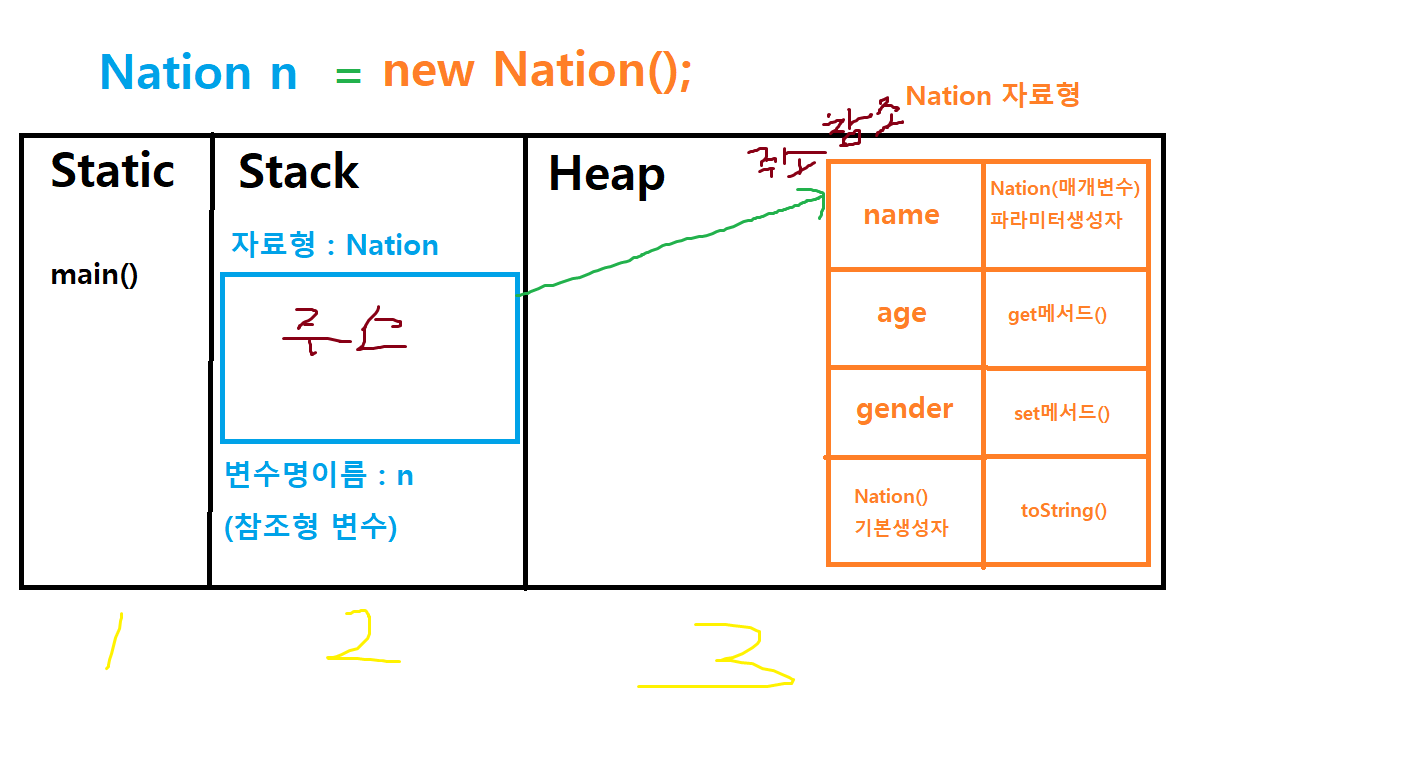 Nation n = new Nation();
Nation 자료형
참조
Static
Stack
Heap
main()
자료형 : Nation
주소
변수명이름 : n
(참조형 변수)
name
Nation(매개변수)
파라미터생성자
age
get메서드()
gender
set메서드()
Nation()
기본생성자
toString()
1
2
3